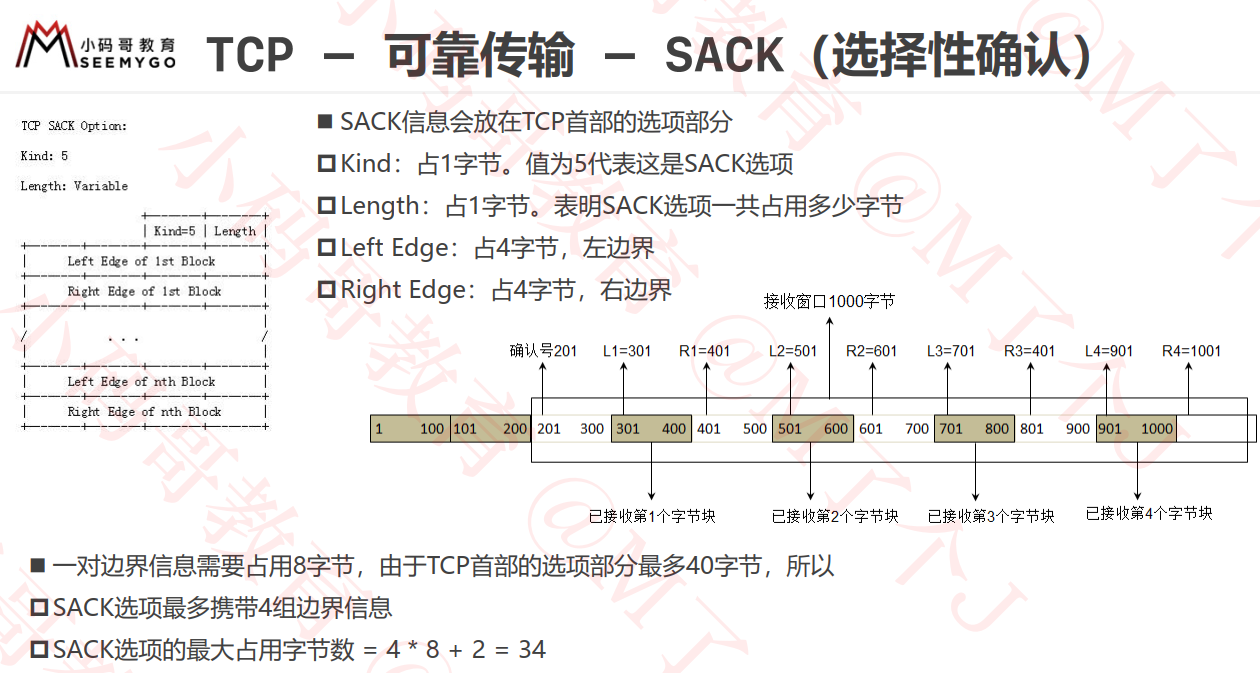 小码哥教育
SEEMYGO
TCP – 可靠传输 – SACK（选择性确认）
TCP SACK Option:
Kind: 5
Length: Variable
Kind=5 | Length
Left Edge of 1st Block
Right Edge of 1st Block
. . .
Left Edge of nth Block
Right Edge of nth Block
■ SACK信息会放在TCP首部的选项部分
Kind：占1字节。值为5代表这是SACK选项
Length：占1字节。表明SACK选项一共占用多少字节
Left Edge：占4字节，左边界
Right Edge：占4字节，右边界
接收窗口1000字节
确认号201 L1=301 R1=401 L2=501 R2=601 L3=701 R3=401 L4=901 R4=1001
1 100 101 200 201 300 301 400 401 500 501 600 601 700 701 800 801 900 901 1000
已接收第1个字节块 已接收第2个字节块 已接收第3个字节块 已接收第4个字节块
■ 一对边界信息需要占用8字节，由于TCP首部的选项部分最多40字节，所以
SACK选项最多携带4组边界信息
SACK选项的最大占用字节数 = 4 * 8 + 2 = 34
小码哥教育 @M了个J